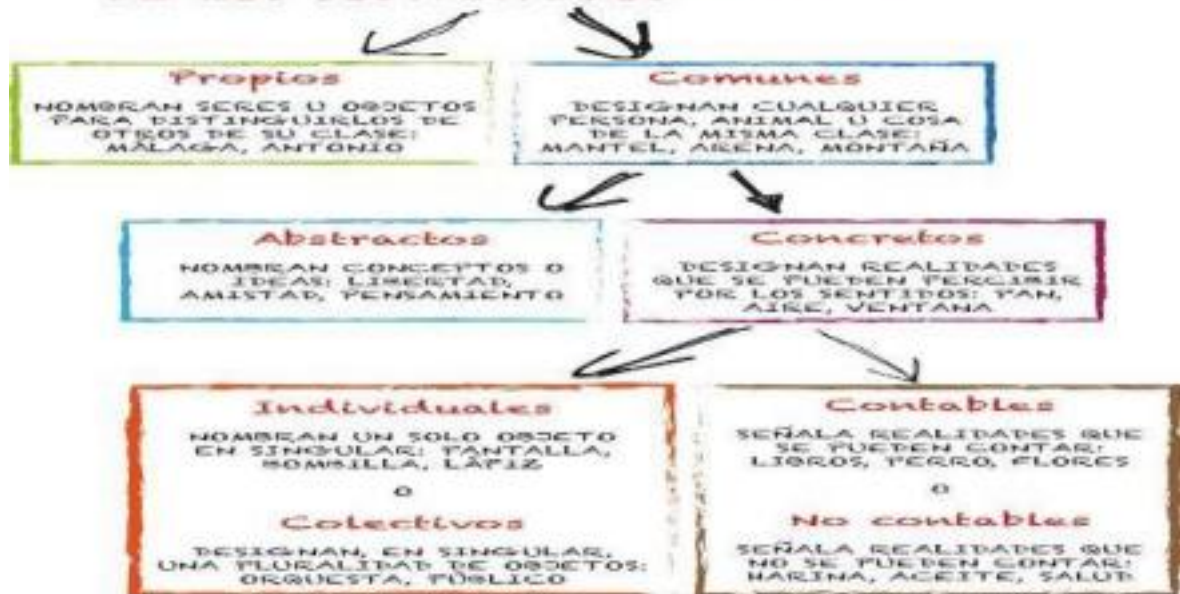 Propios
NOMBRAN SERES U OBJETOS
PARA DISTINGUIRLOS DE
OTROS DE SU CLASE:
MÁLAGA, ANTONIO
Comunes
DESIGNAN CUALQUIER
PERSONA, ANIMAL U COSA
DE LA MISMA CLASE:
MANTEL, ARENA, MONTAÑA
Abstractos
NOMBRAN CONCEPTOS O
IDEAS: LIBERTAD,
AMISTAD, PENSAMIENTO
Concretos
DESIGNAN REALIDADES
QUE SE PUEDEN PERCIBIR
POR LOS SENTIDOS: PAN,
AIRE, VENTANA
Individuales
NOMBRAN UN SOLO OBJETO
EN SINGULAR: PANTALLA,
BOMBILLA, LÁPIZ
O
Colectivos
DESIGNAN, EN SINGULAR,
UNA PLURALIDAD DE OBJETOS:
ORQUESTA, PÚBLICO
Contables
SEÑALA REALIDADES QUE
SE PUEDEN CONTAR:
LIBROS, PERRO, FLORES
O
No contables
SEÑALA REALIDADES QUE
NO SE PUEDEN CONTAR:
HARINA, ACEITE, SALUD